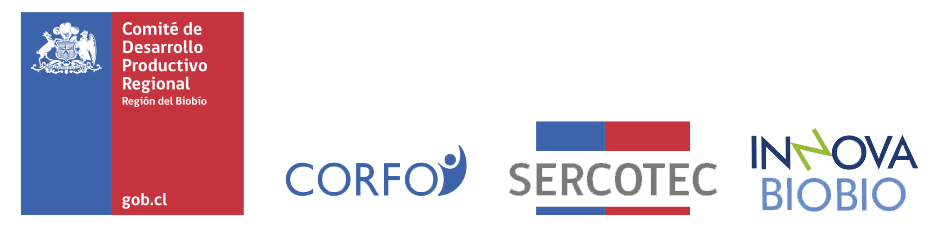 Comité de
Desarrollo
Productivo
Regional
Región del Biobío
gob.cl
CORFO
SERCOTEC
INNOVA
BIOBIO